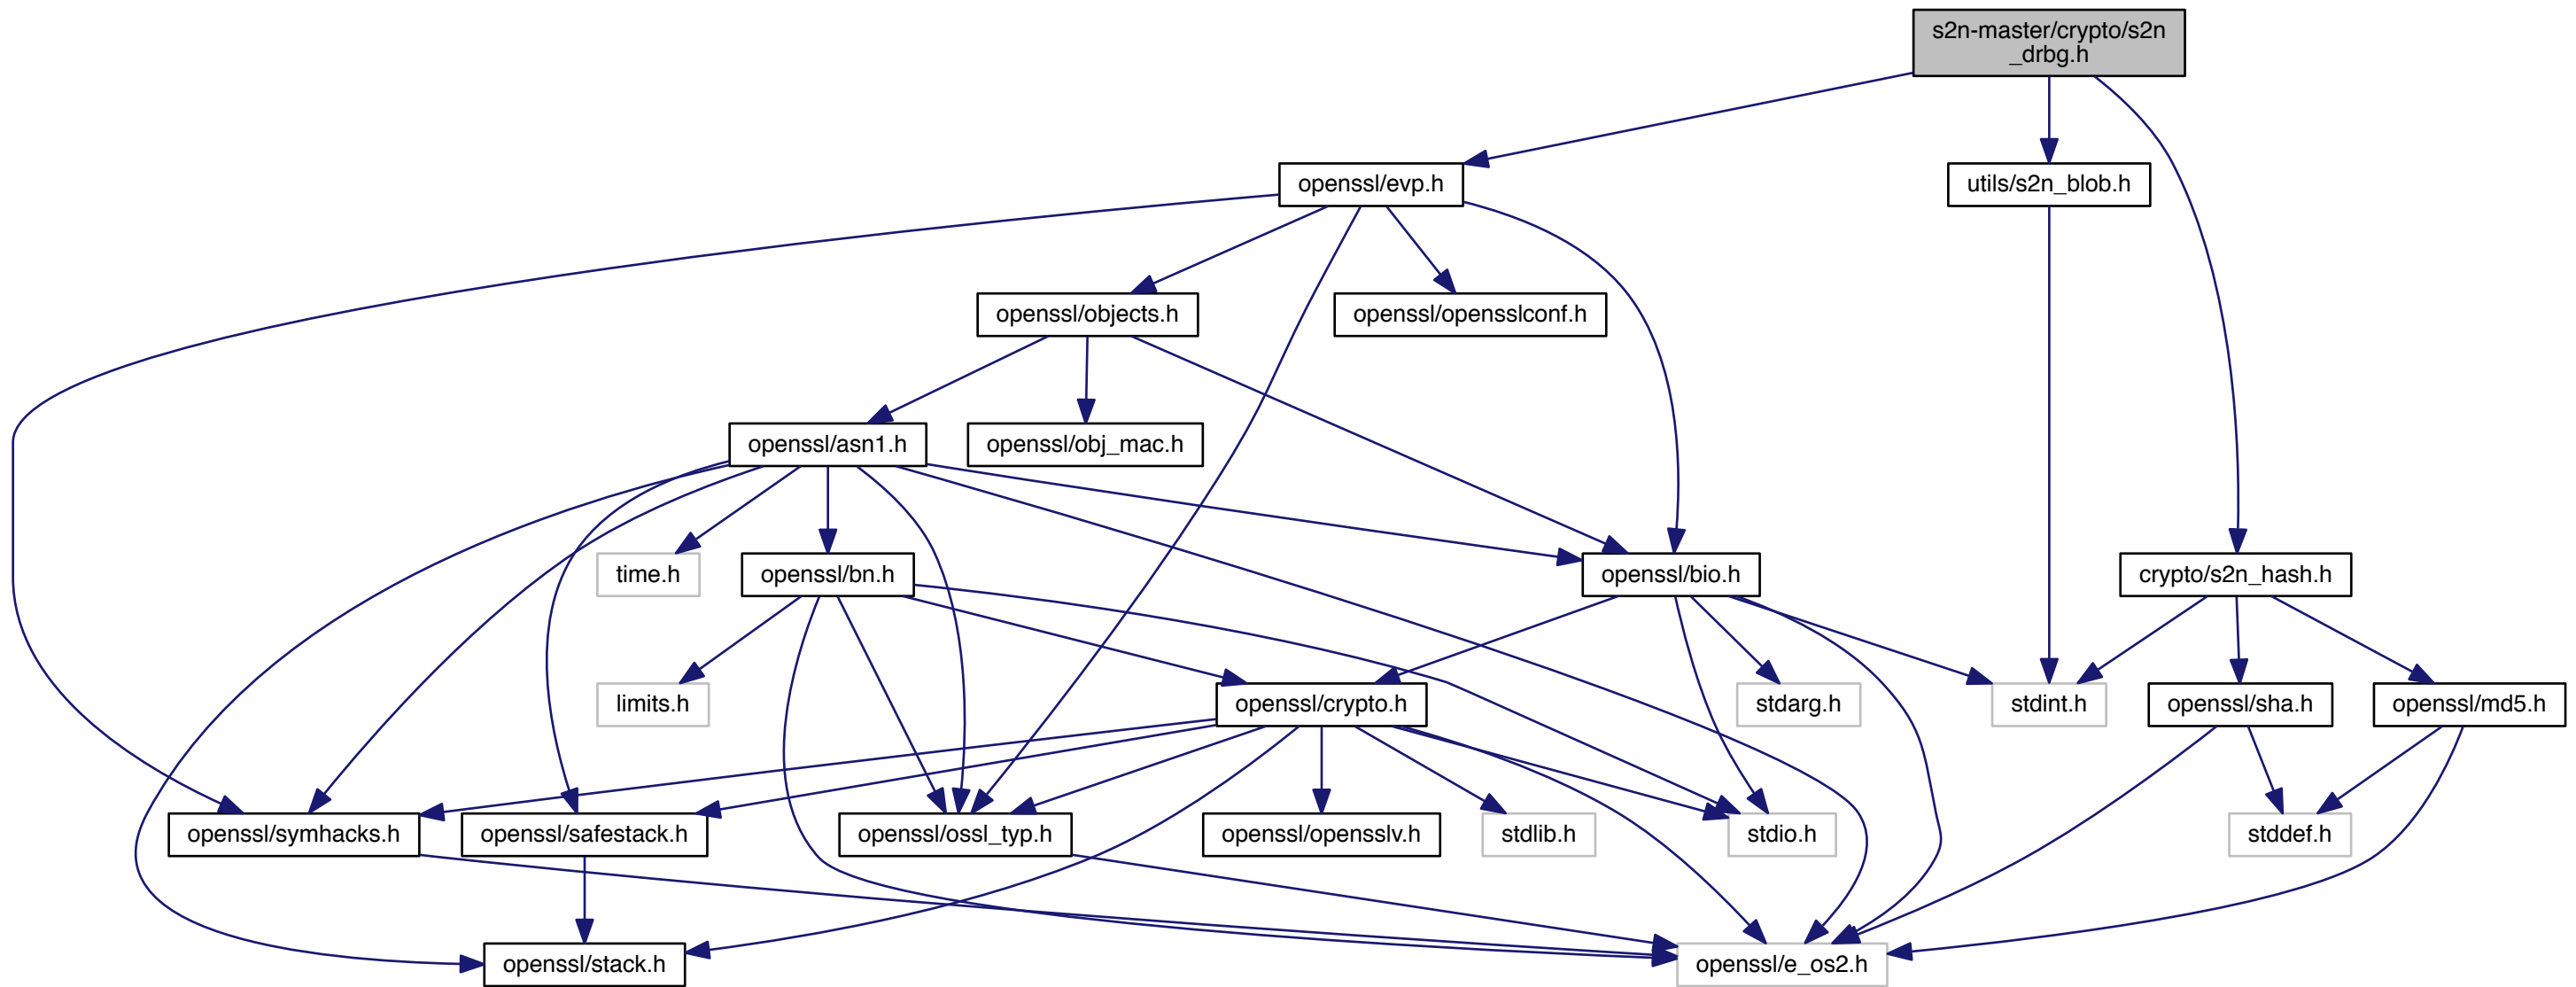 s2n-master/crypto/s2n
_drbg.h
openssl/evp.h
utils/s2n_blob.h
openssl/objects.h
openssl/opensslconf.h
openssl/asn1.h
openssl/obj_mac.h
time.h
openssl/bn.h
openssl/bio.h
crypto/s2n_hash.h
limits.h
openssl/crypto.h
stdarg.h
stdint.h
openssl/sha.h
openssl/md5.h
openssl/symhacks.h
openssl/safestack.h
openssl/ossl_typ.h
openssl/opensslv.h
stdlib.h
stdio.h
stddef.h
openssl/stack.h
openssl/e_os2.h